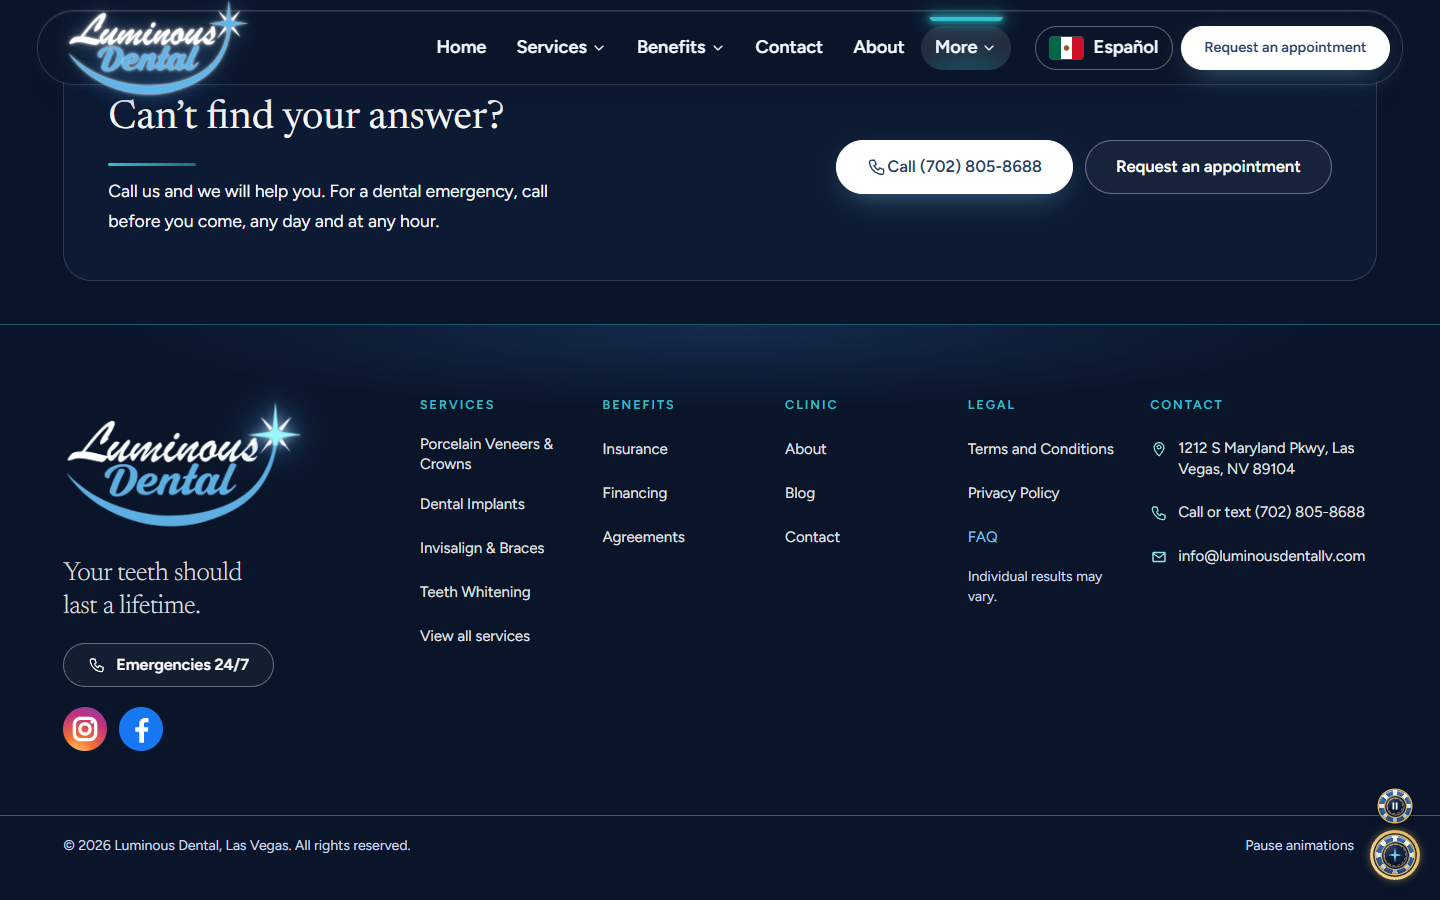 Luminous
Dental
Home
Services
Benefits
Contact
About
More
Español
Request an appointment
Can’t find your answer?
Call us and we will help you. For a dental emergency, call
before you come, any day and at any hour.
Call (702) 805-8688
Request an appointment
Luminous
Dental
Your teeth should
last a lifetime.
Emergencies 24/7
SERVICES
Porcelain Veneers &
Crowns
Dental Implants
Invisalign & Braces
Teeth Whitening
View all services
BENEFITS
Insurance
Financing
Agreements
CLINIC
About
Blog
Contact
LEGAL
Terms and Conditions
Privacy Policy
FAQ
Individual results may
vary.
CONTACT
1212 S Maryland Pkwy, Las
Vegas, NV 89104
Call or text (702) 805-8688
info@luminousdentallv.com
© 2026 Luminous Dental, Las Vegas. All rights reserved.
Pause animations